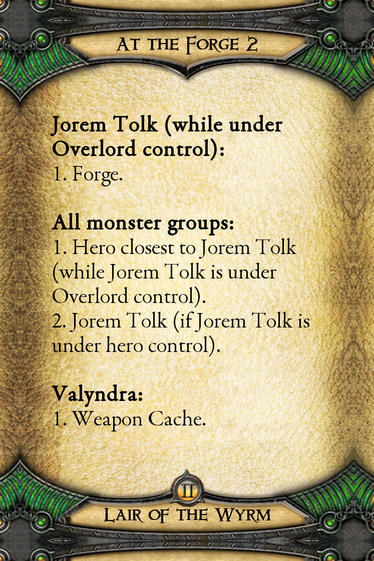 At the Forge 2
Jorem Tolk (while under
Overlord control):
1. Forge.
All monster groups:
1. Hero closest to Jorem Tolk
(while Jorem Tolk is under
Overlord control).
2. Jorem Tolk (if Jorem Tolk is
under hero control).
Valyndra:
1. Weapon Cache.
II
Lair of the Wyrm